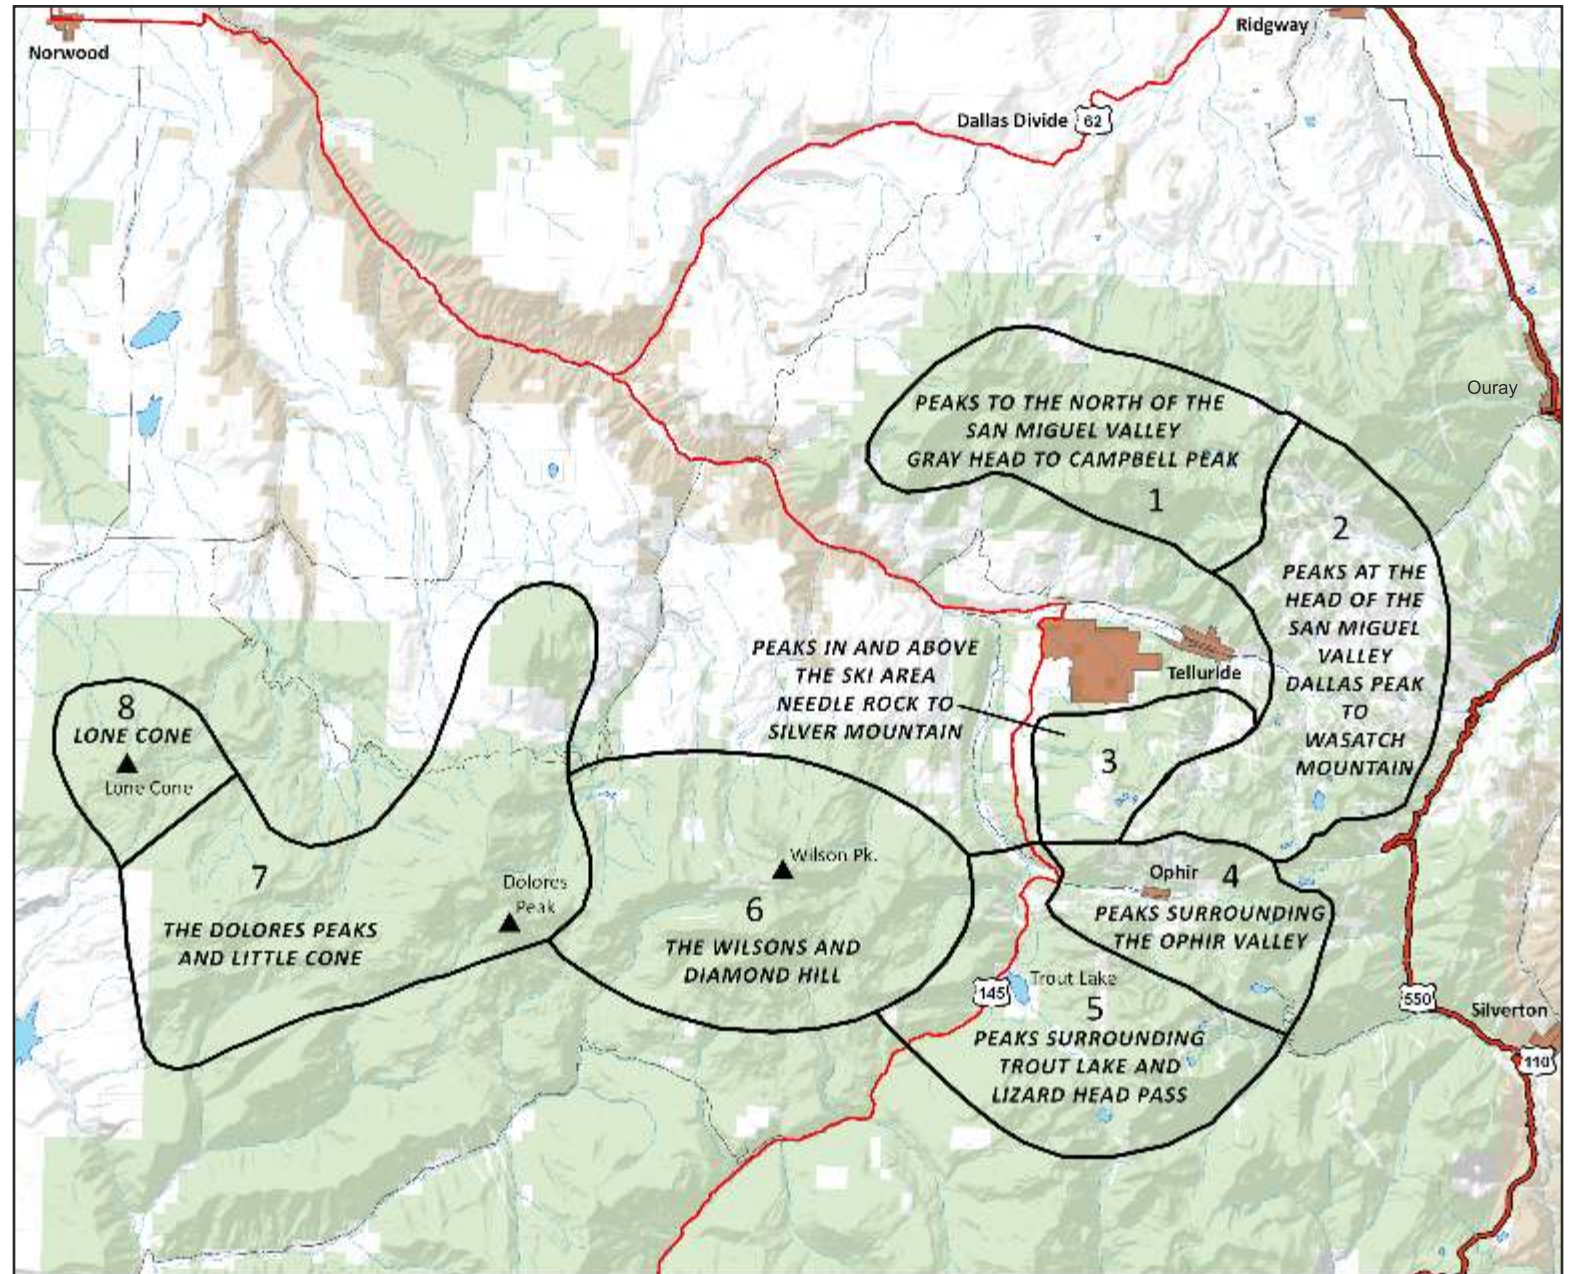 Norwood
Ridgway
Dallas Divide
62
Ouray
PEAKS TO THE NORTH OF THE
SAN MIGUEL VALLEY
GRAY HEAD TO CAMPBELL PEAK
1
2
PEAKS AT THE
HEAD OF THE
SAN MIGUEL
VALLEY
DALLAS PEAK
TO
WASATCH
MOUNTAIN
PEAKS IN AND ABOVE
THE SKI AREA
NEEDLE ROCK TO
SILVER MOUNTAIN
Telluride
3
8
LONE CONE
Lone Cone
7
THE DOLORES PEAKS
AND LITTLE CONE
Dolores
Peak
Wilson Pk.
6
THE WILSONS AND
DIAMOND HILL
Ophir
4
PEAKS SURROUNDING
THE OPHIR VALLEY
145
Trout Lake
5
PEAKS SURROUNDING
TROUT LAKE AND
LIZARD HEAD PASS
550
Silverton
110